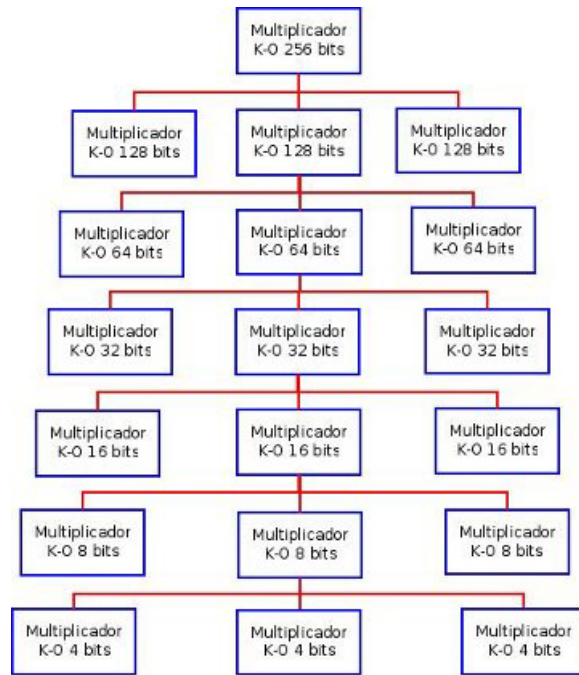 Multiplicador
K-O 256 bits
Multiplicador
K-O 128 bits
Multiplicador
K-O 128 bits
Multiplicador
K-O 128 bits
Multiplicador
K-O 64 bits
Multiplicador
K-O 64 bits
Multiplicador
K-O 64 bits
Multiplicador
K-O 32 bits
Multiplicador
K-O 32 bits
Multiplicador
K-O 32 bits
Multiplicador
K-O 16 bits
Multiplicador
K-O 16 bits
Multiplicador
K-O 16 bits
Multiplicador
K-O 8 bits
Multiplicador
K-O 8 bits
Multiplicador
K-O 8 bits
Multiplicador
K-O 4 bits
Multiplicador
K-O 4 bits
Multiplicador
K-O 4 bits